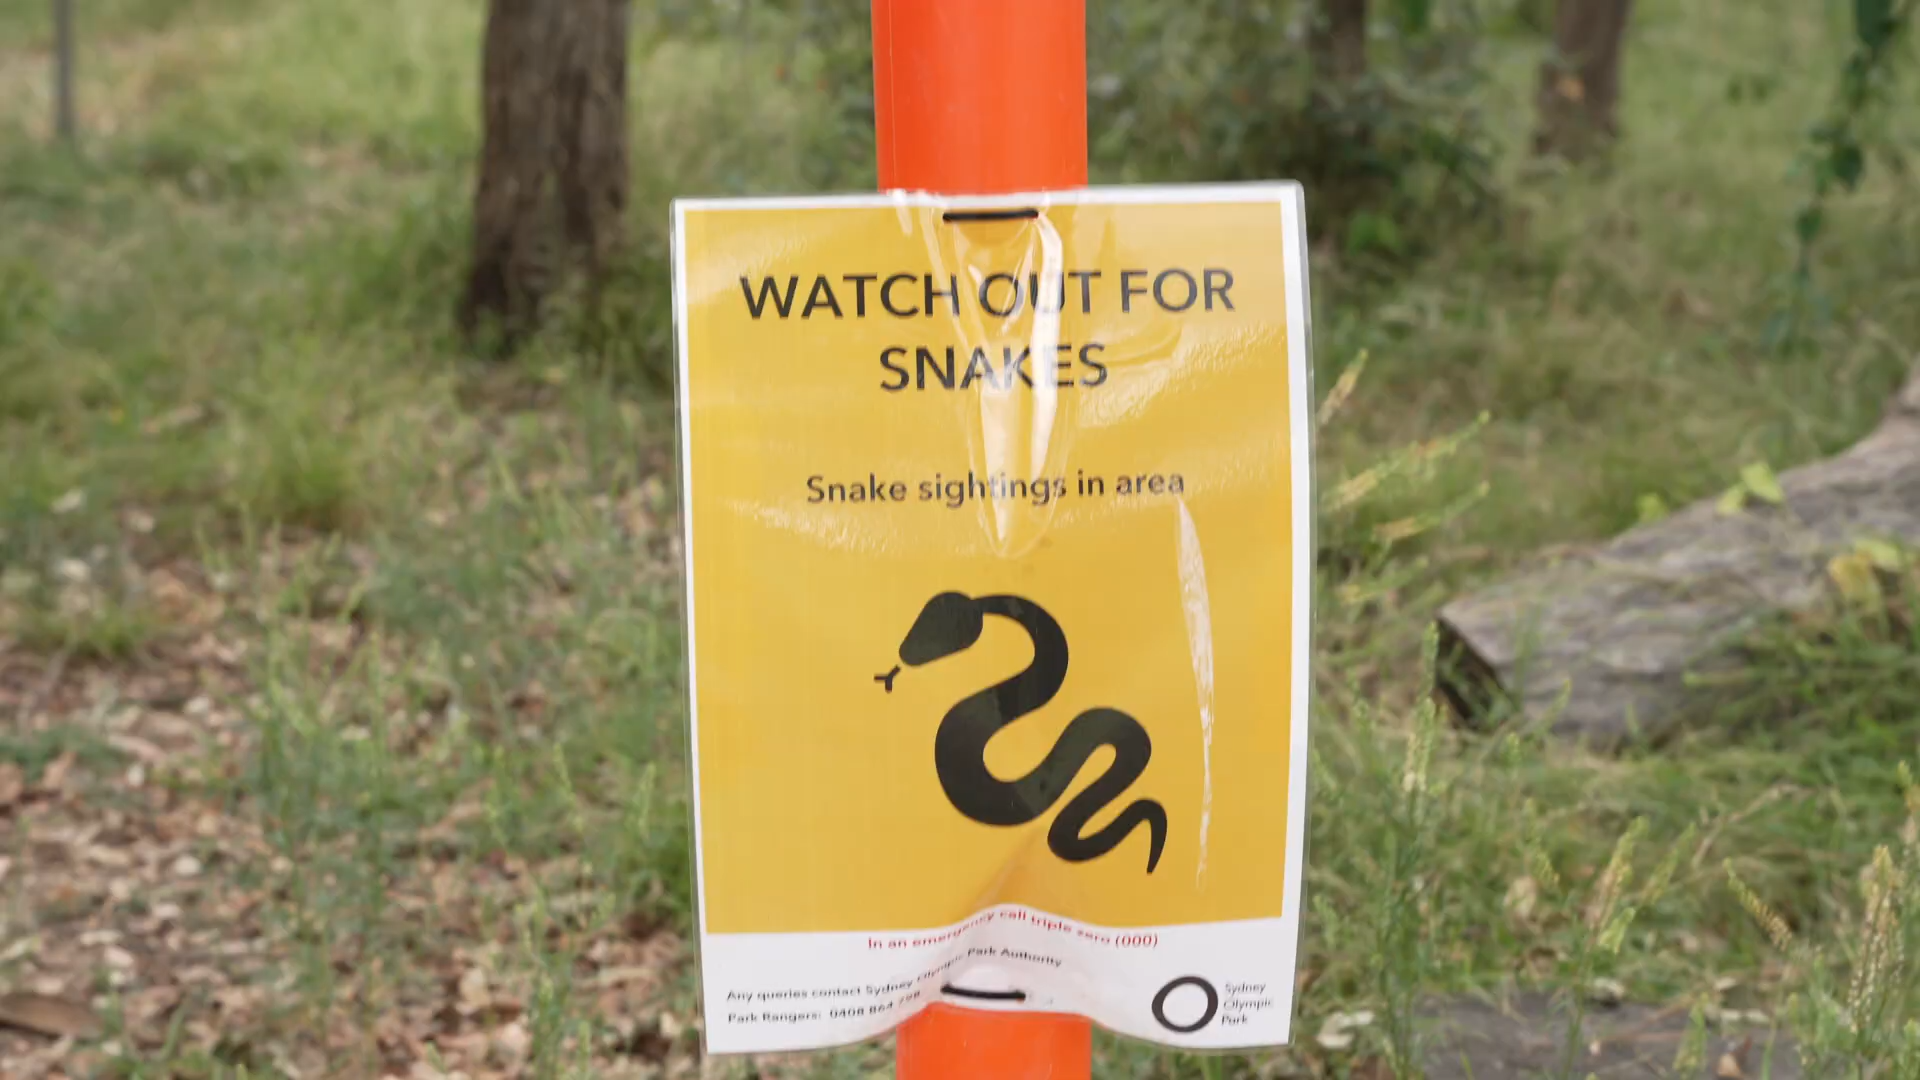 WATCH OUT FOR
SNAKES
Snake sightings in area
In an emergency call triple zero (000)
Any queries contact Sydney Olympic Park Authority
Park Rangers: 0408 864
Sydney
Olympic
Park